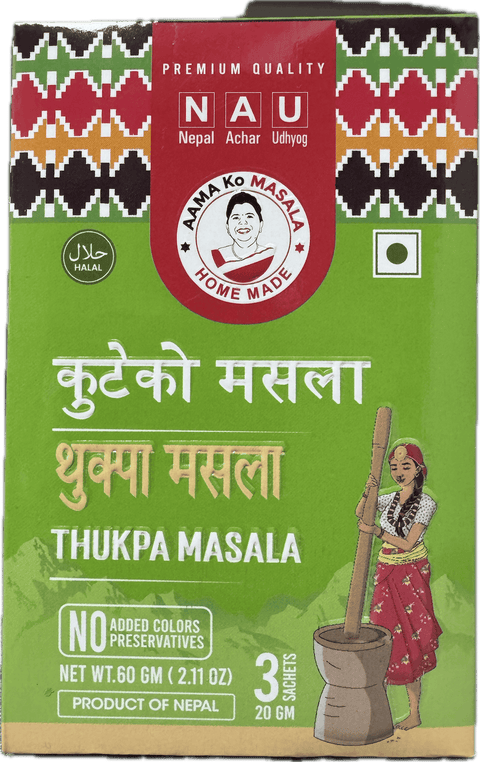 PREMIUM QUALITY
NAU
Nepal Achar Udhyog
AAMA Ko MASALA
HOME MADE
حلال
HALAL
कुटेको मसला
थुक्पा मसला
THUKPA MASALA
NO ADDED COLORS
PRESERVATIVES
NET WT.60 GM ( 2.11 OZ)
3 SACHETS
20 GM
PRODUCT OF NEPAL